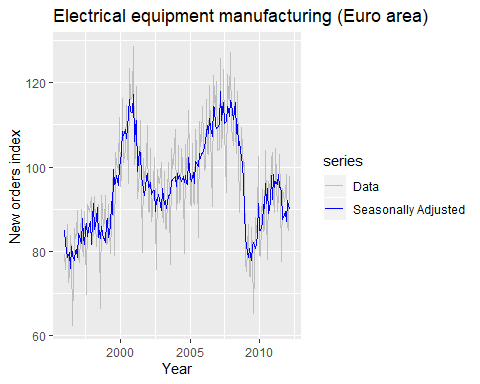 Electrical equipment manufacturing (Euro area)
New orders index
120
100
80
60
2000
2005
2010
Year
series
Data
Seasonally Adjusted